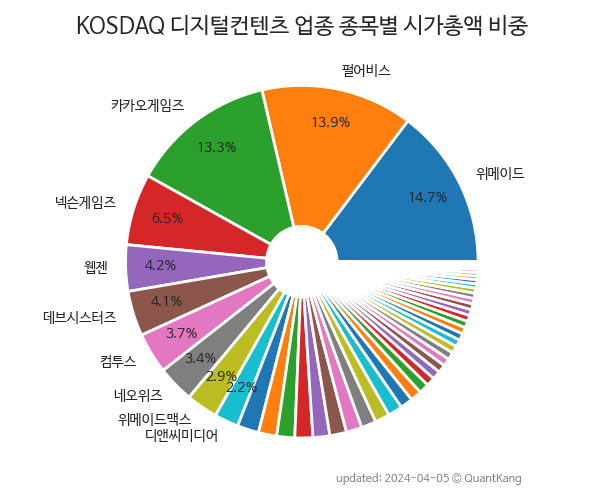 KOSDAQ 디지털컨텐츠 업종 종목별 시가총액 비중
펄어비스
카카오게임즈
13.9%
13.3%
위메이드
14.7%
넥슨게임즈
6.5%
웹젠
4.2%
4.1%
데브시스터즈
3.7%
컴투스
3.4%
2.9%
2.2%
네오위즈
위메이드맥스
디앤씨미디어
updated: 2024-04-05 © QuantKang